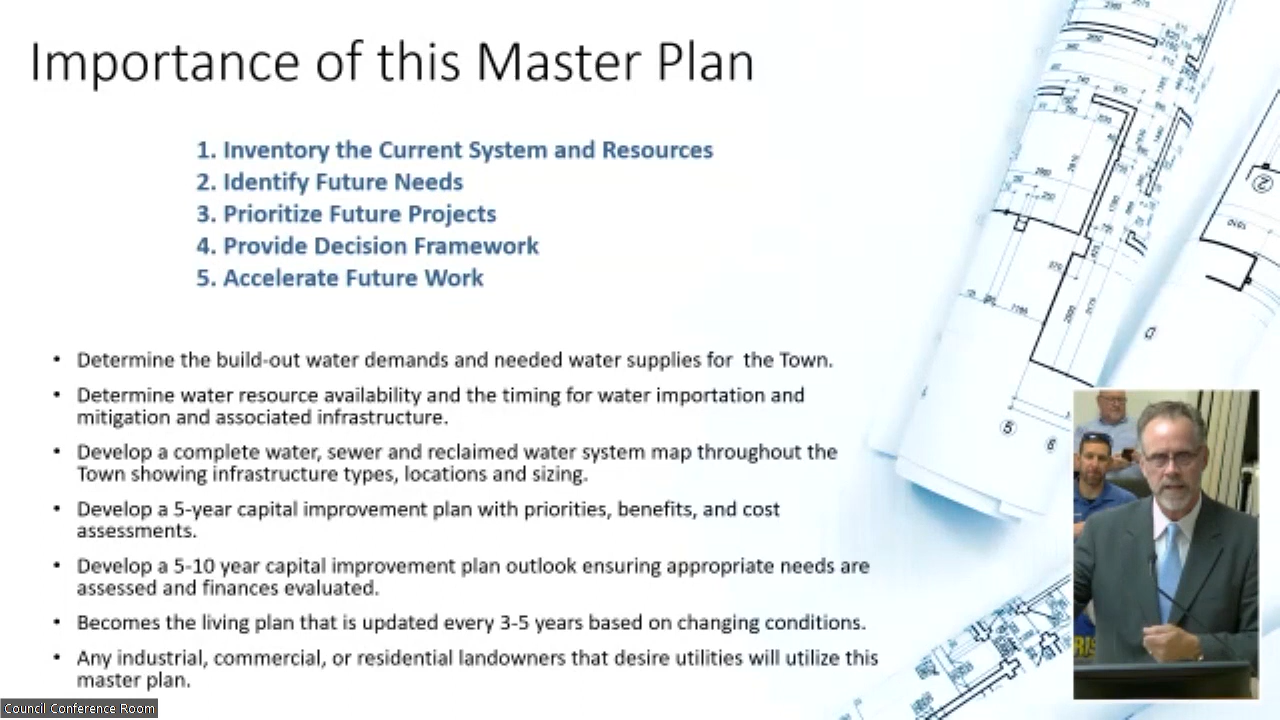 Importance of this Master Plan
1. Inventory the Current System and Resources
2. Identify Future Needs
3. Prioritize Future Projects
4. Provide Decision Framework
5. Accelerate Future Work
• Determine the build-out water demands and needed water supplies for the Town.
• Determine water resource availability and the timing for water importation and
mitigation and associated infrastructure.
• Develop a complete water, sewer and reclaimed water system map throughout the
Town showing infrastructure types, locations and sizing.
• Develop a 5-year capital improvement plan with priorities, benefits, and cost
assessments.
• Develop a 5-10 year capital improvement plan outlook ensuring appropriate needs are
assessed and finances evaluated.
• Becomes the living plan that is updated every 3-5 years based on changing conditions.
• Any industrial, commercial, or residential landowners that desire utilities will utilize this
master plan.
5
6
2
Council Conference Room